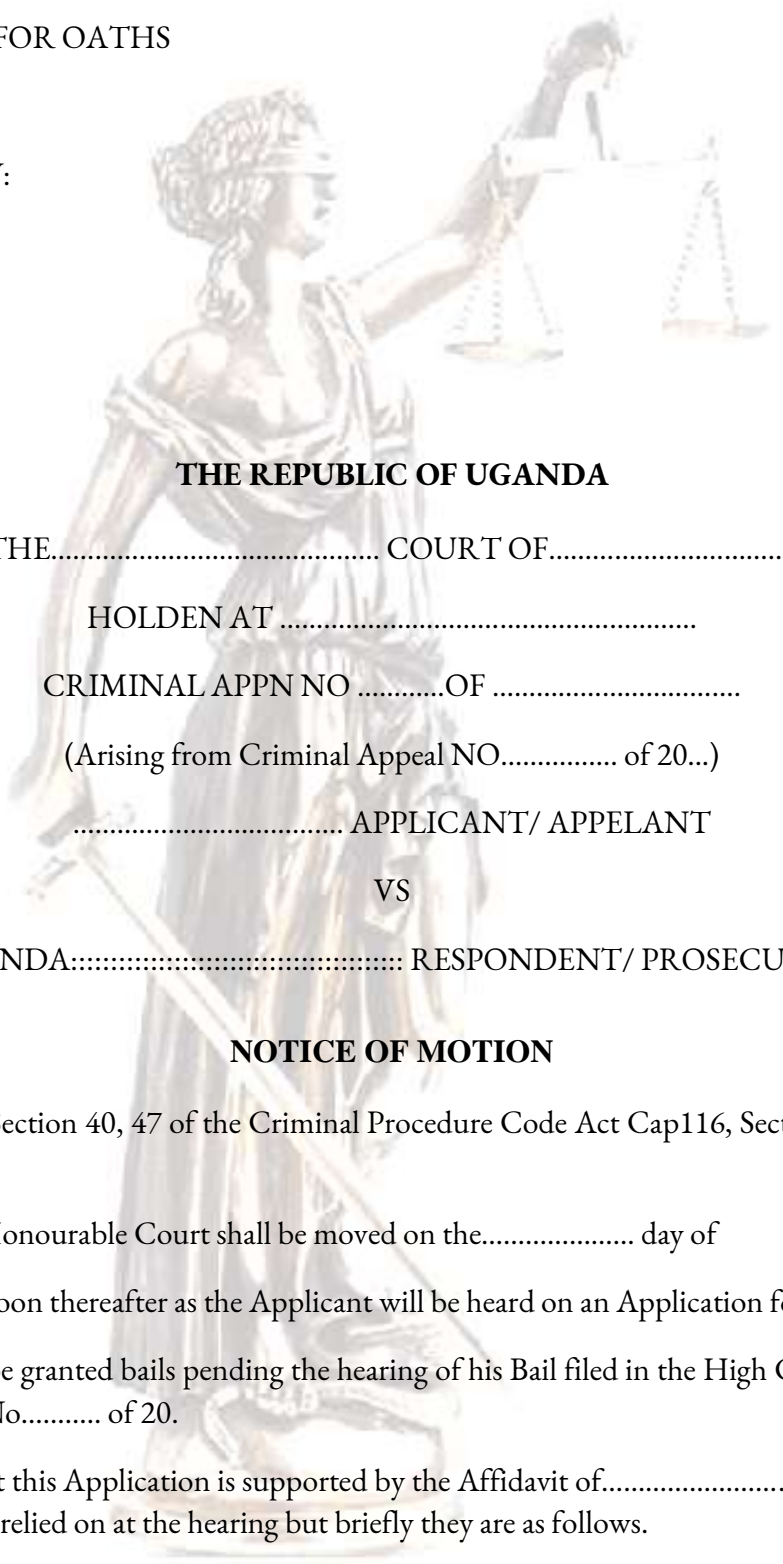 FOR OATHS
:
THE REPUBLIC OF UGANDA
THE............................................ COURT OF...............................
HOLDEN AT ........................................................
CRIMINAL APPN NO ............OF .................................
(Arising from Criminal Appeal NO................ of 20...)
.................................... APPLICANT/ APPELANT
VS
NDA::::::::::::::::::::::::::::::::::::::::: RESPONDENT/ PROSECU
NOTICE OF MOTION
ection 40, 47 of the Criminal Procedure Code Act Cap116, Sect
onourable Court shall be moved on the..................... day of
oon thereafter as the Applicant will be heard on an Application fo
e granted bails pending the hearing of his Bail filed in the High
No........... of 20.
t this Application is supported by the Affidavit of........................
relied on at the hearing but briefly they are as follows.